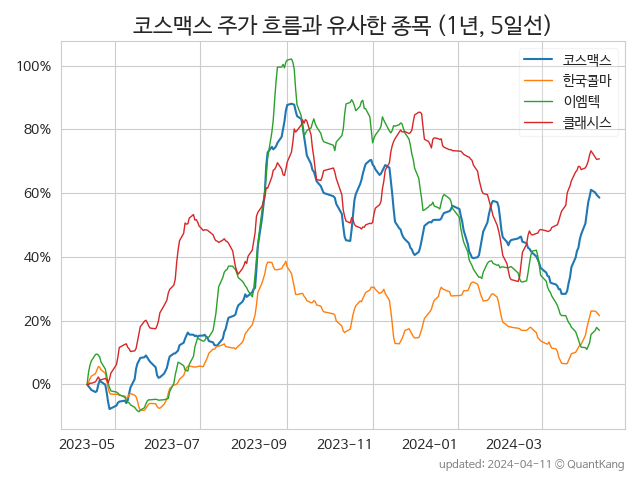 코스맥스 주가 흐름과 유사한 종목 (1년, 5일선)
코스맥스
한국콜마
이엠텍
클래시스
100%
80%
60%
40%
20%
0%
2023-05 2023-07 2023-09 2023-11 2024-01 2024-03
updated: 2024-04-11 © QuantKang